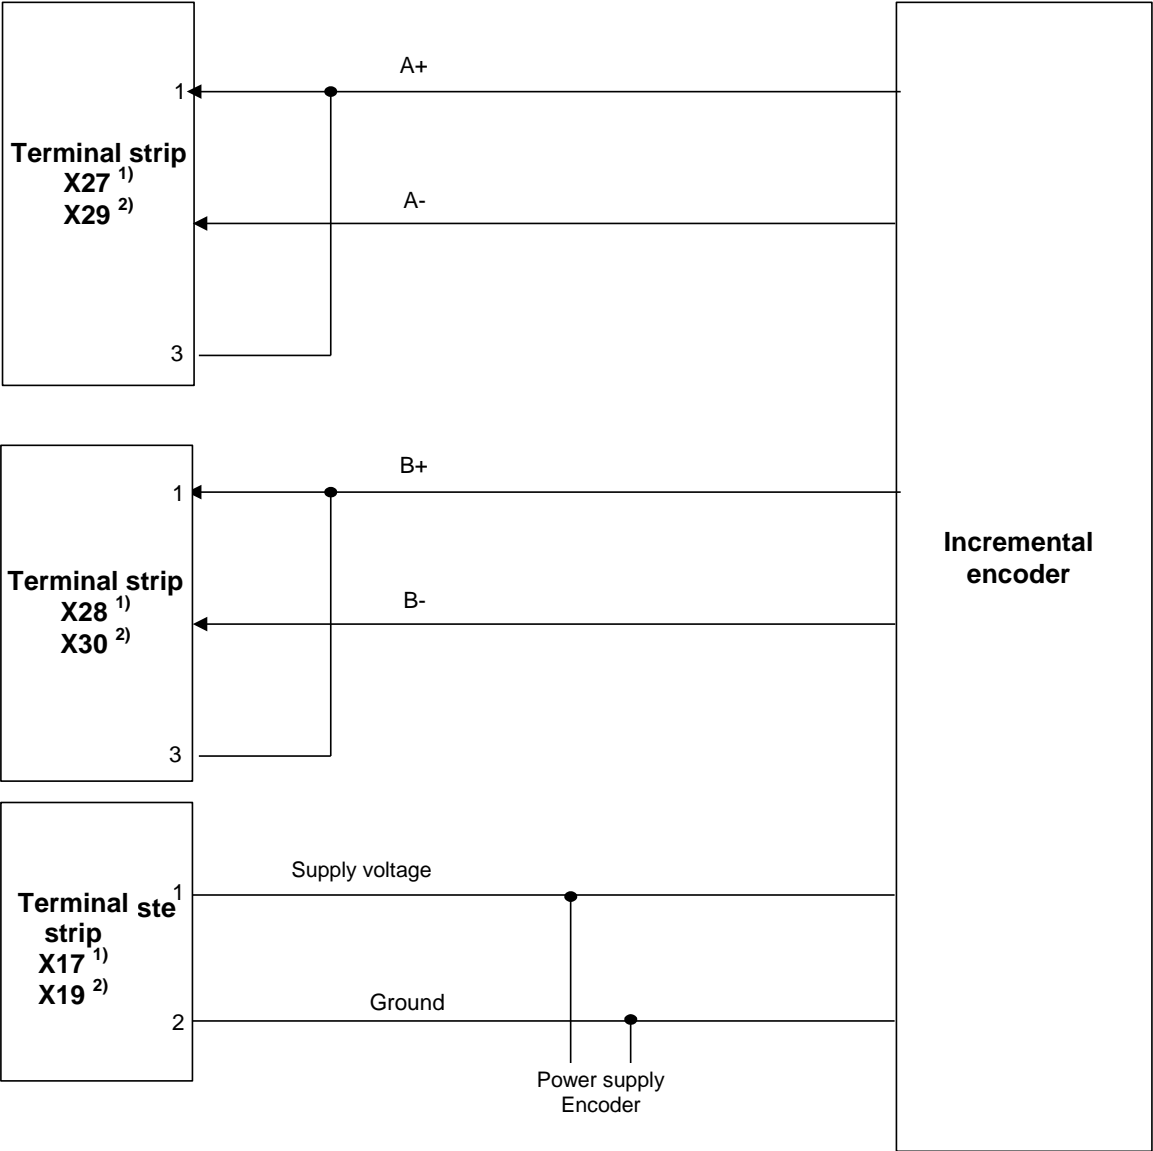 A+
1
Terminal strip
X27 1)
X29 2)
A-
3
B+
1
Incremental
encoder
Terminal strip
X28 1)
X30 2)
B-
3
Supply voltage
1
Terminal ste
strip
X17 1)
X19 2)
Ground
2
Power supply
Encoder